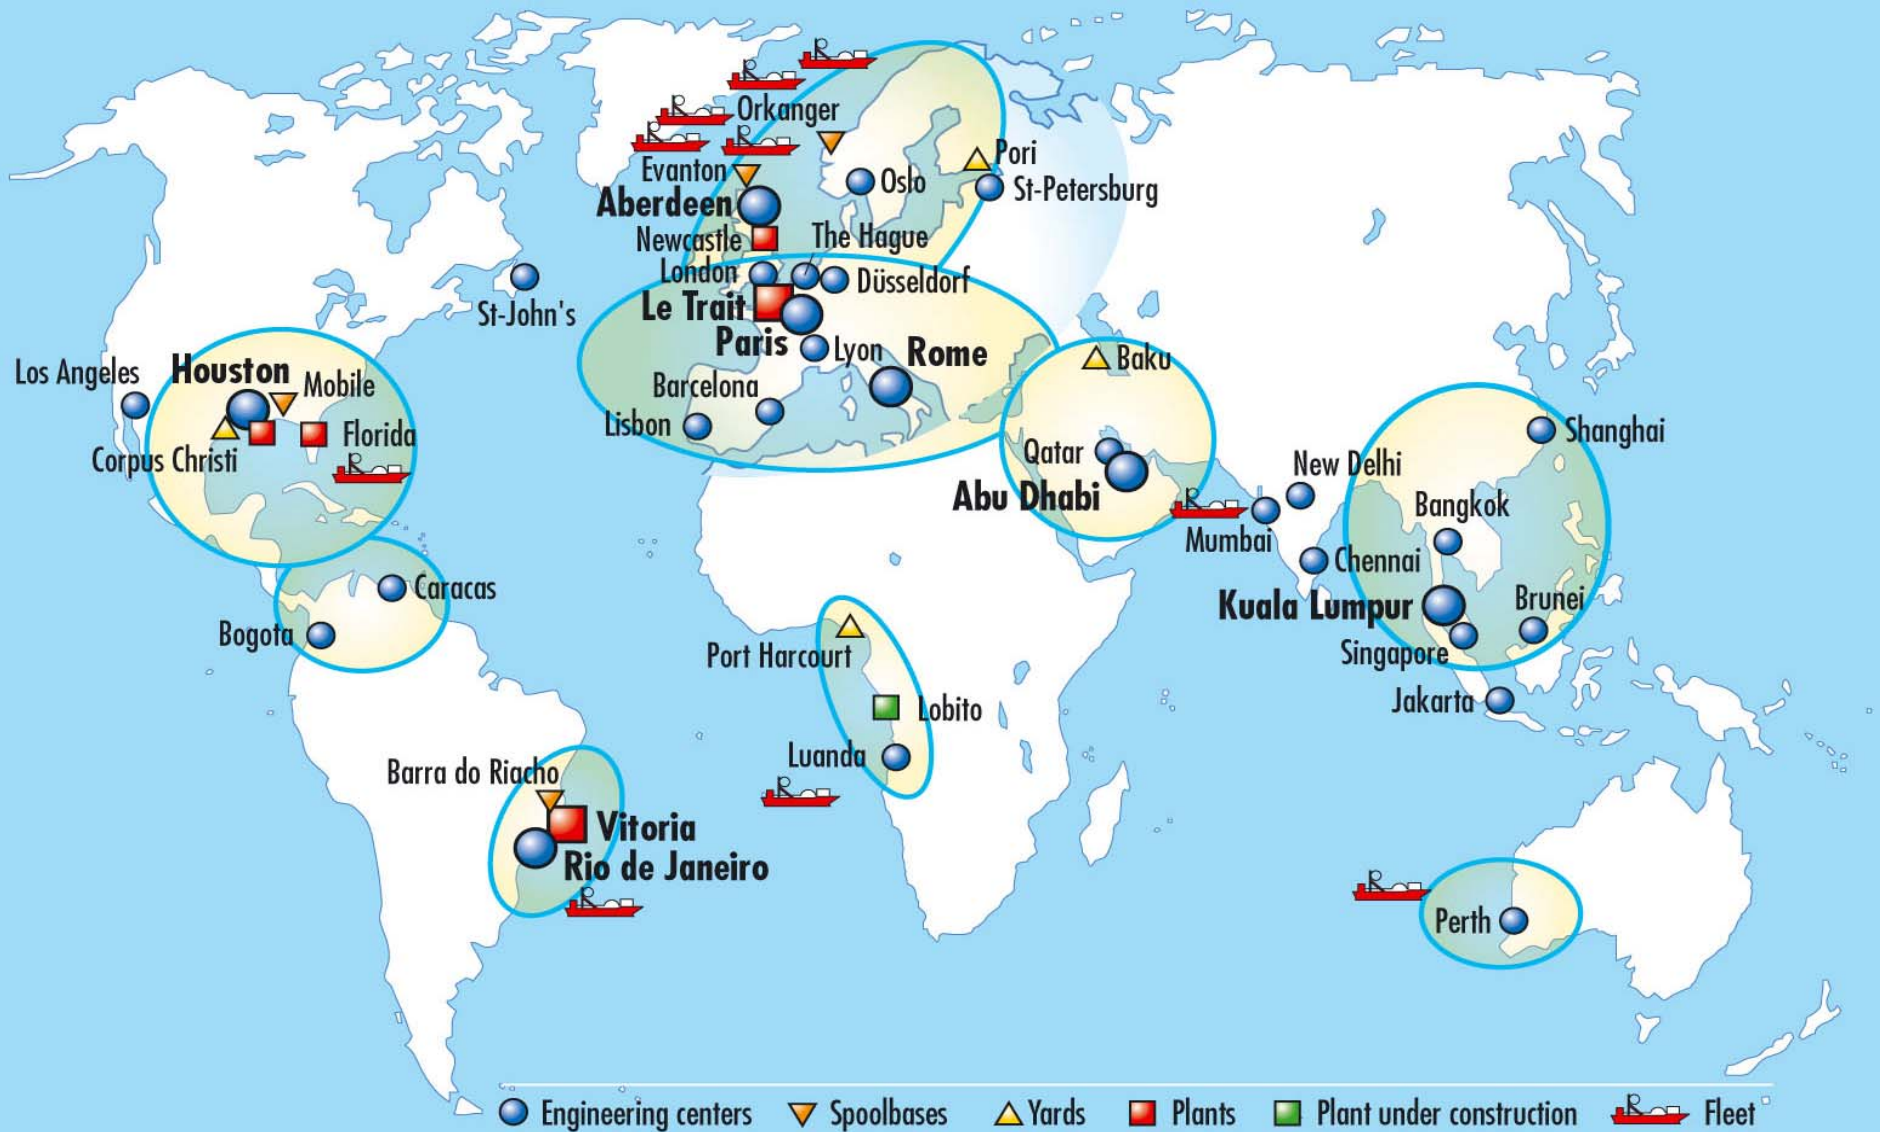 Orkanger
Pori
Evanton
Oslo
St-Petersburg
Aberdeen
Newcastle
The Hague
London
Düsseldorf
Le Trait
St-John's
Paris
Lyon
Rome
Baku
Los Angeles
Houston
Mobile
Barcelona
Lisbon
Florida
Shanghai
Corpus Christi
Qatar
New Delhi
Abu Dhabi
Bangkok
Mumbai
Chennai
Caracas
Kuala Lumpur
Brunei
Bogota
Port Harcourt
Singapore
Jakarta
Lobito
Luanda
Barra do Riacho
Vitoria
Rio de Janeiro
Perth
Engineering centers Spoolbases Yards Plants Plant under construction Fleet